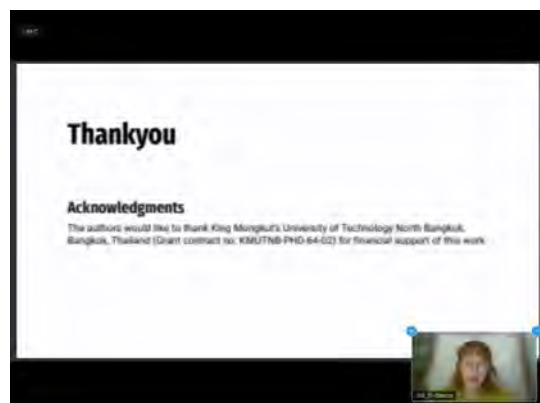 Thankyou
Acknowledgments
The authors would like to thank King Mongkut's University of Technology North Bangkok,
Bangkok, Thailand (Grant contract no. KMUTNB-PHD-64-02) for financial support of this work